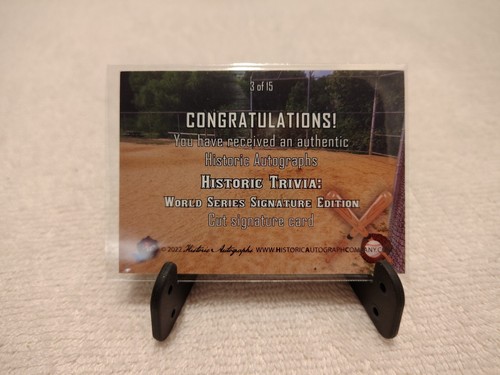 3 of 15
CONGRATULATIONS!
You have received an authentic
Historic Autographs
HISTORIC TRIVIA:
WORLD SERIES SIGNATURE EDITION
Cut signature card
© 2022 Historic Autographs WWW.HISTORICAUTOGRAPHCOMPANY.COM